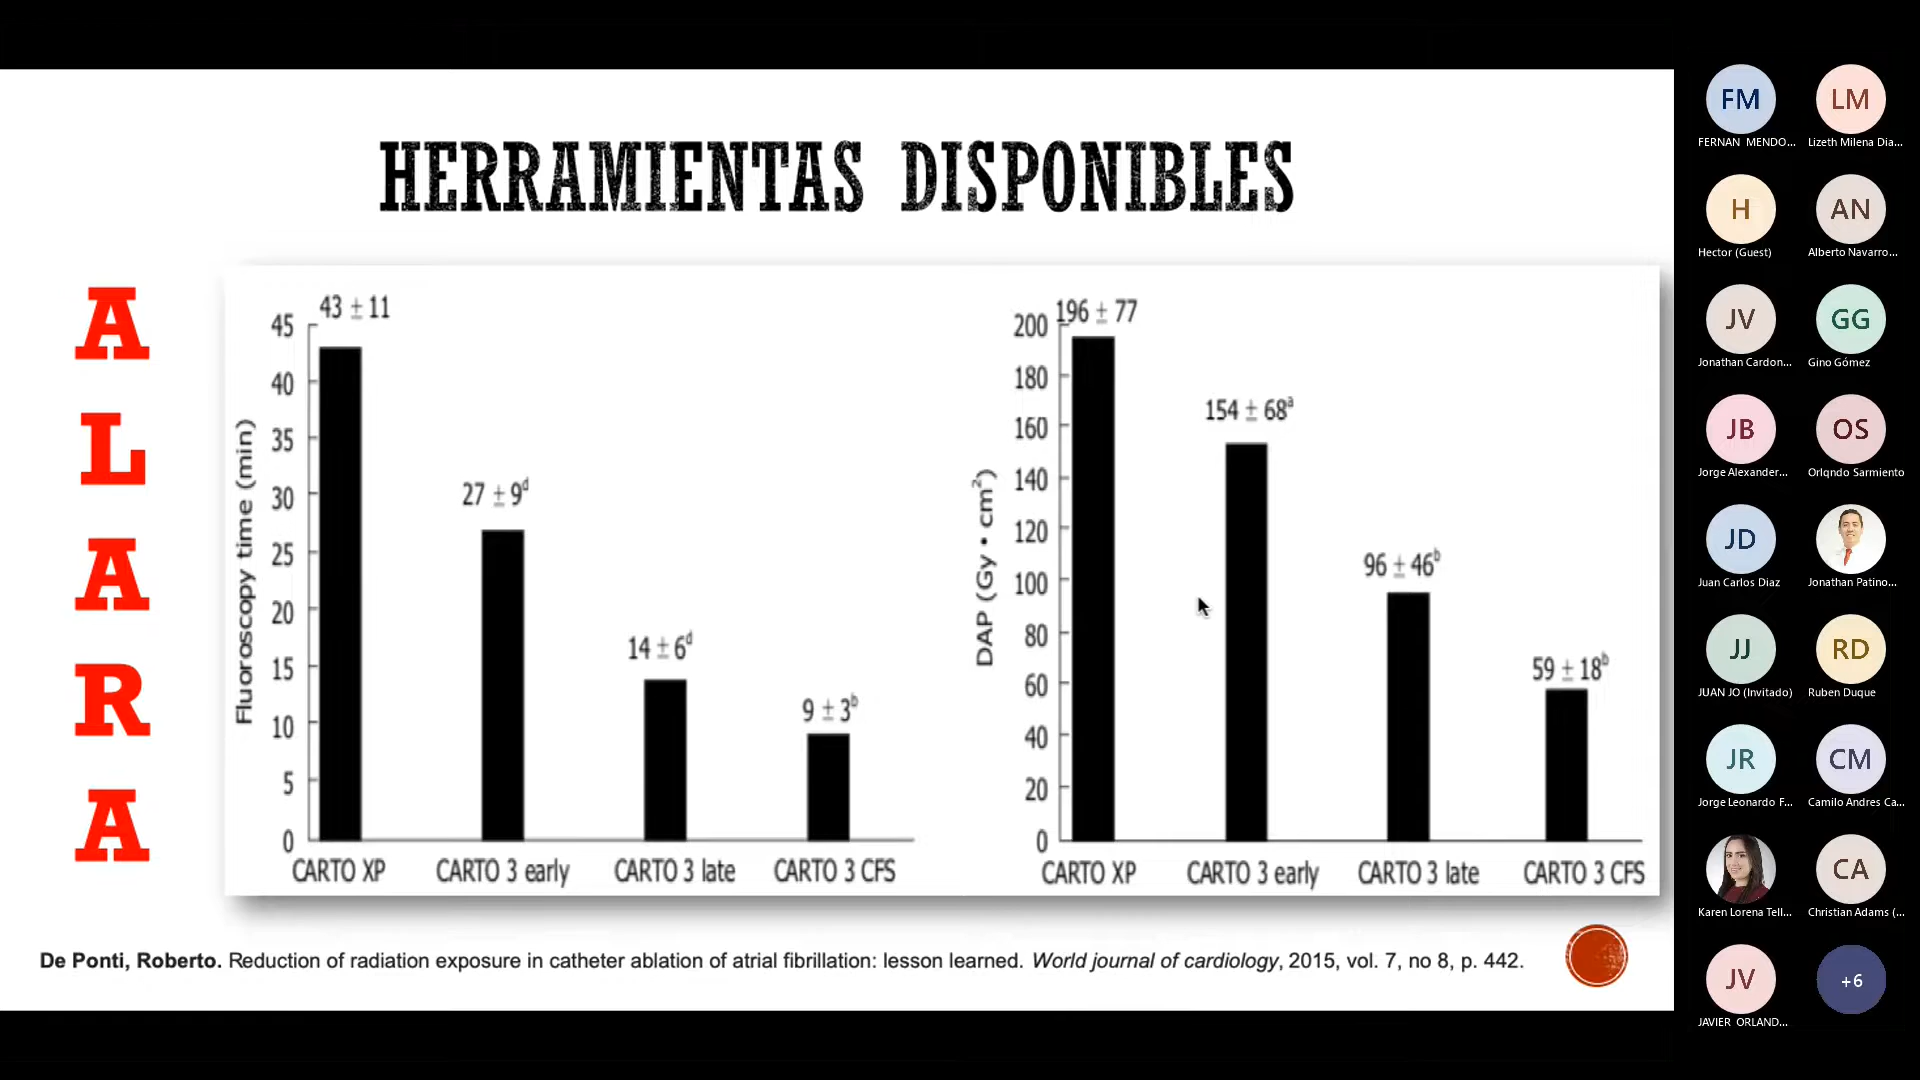 HERRAMIENTAS DISPONIBLES
A
L
A
R
A
Fluoroscopy time (min)
45
40
35
30
25
20
15
10
5
0
43 ± 11
27 ± 9d
14 ± 6d
9 ± 3b
CARTO XP
CARTO 3 early
CARTO 3 late
CARTO 3 CFS
DAP (Gy • cm2)
200
180
160
140
120
100
80
60
40
20
0
196 ± 77
154 ± 68a
96 ± 46b
59 ± 18b
CARTO XP
CARTO 3 early
CARTO 3 late
CARTO 3 CFS
De Ponti, Roberto. Reduction of radiation exposure in catheter ablation of atrial fibrillation: lesson learned. World journal of cardiology, 2015, vol. 7, no 8, p. 442.
FM
FERNAN MENDO...
LM
Lizeth Milena Dia...
H
Hector (Guest)
AN
Alberto Navarro...
JV
Jonathan Cardon...
GG
Gino Gómez
JB
Jorge Alexander...
OS
Orlqndo Sarmiento
JD
Juan Carlos Diaz
Jonathan Patino...
JJ
JUAN JO (Invitado)
RD
Ruben Duque
JR
Jorge Leonardo F...
CM
Camilo Andres Ca...
Karen Lorena Tell...
CA
Christian Adams (...
JV
JAVIER ORLAND...
+6